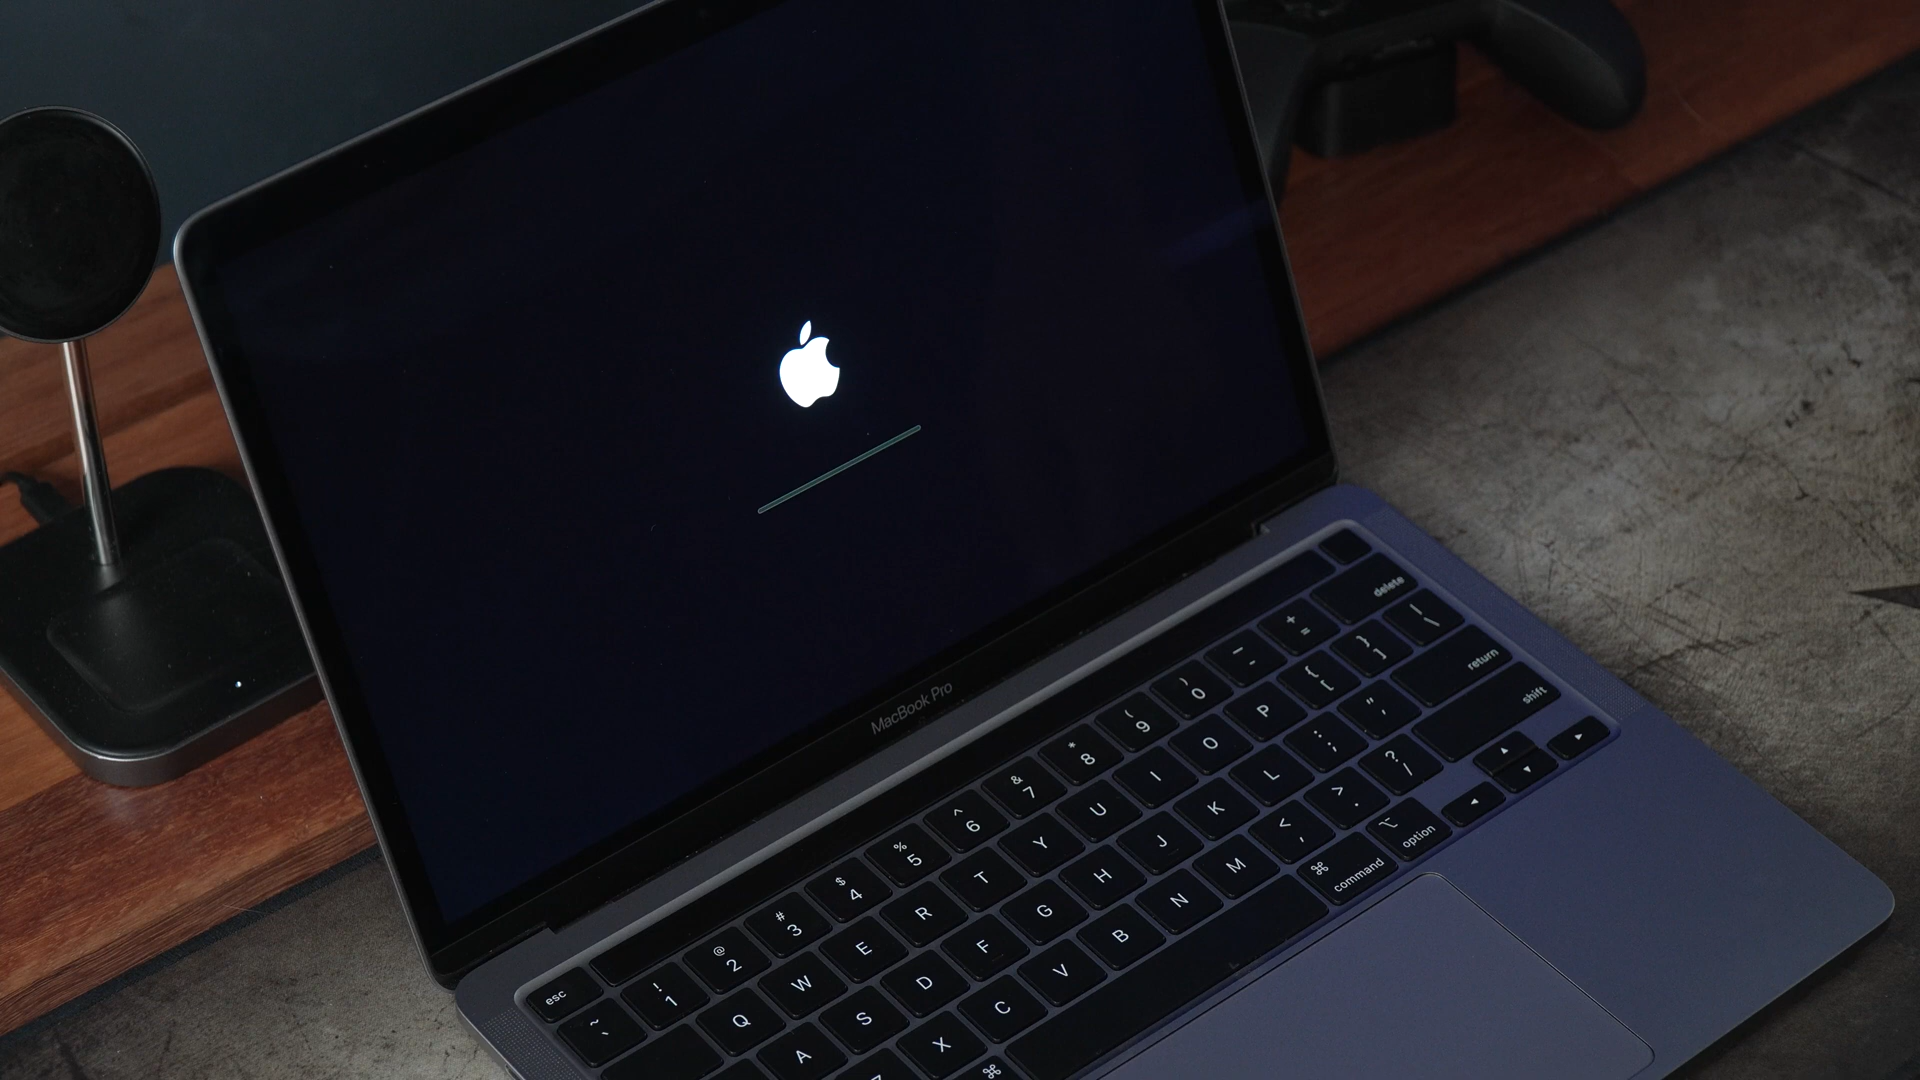 MacBook Pro
esc
delete
~ `
! 1
@ 2
# 3
$ 4
% 5
^ 6
& 7
* 8
( 9
) 0
_ -
+ =
Q W E R T Y U I O P { [ } ] | \
A S D F G H J K L : ; " ' return
Z X C V B N M < , > . ? / shift
⌘
⌘ command
⌥ option